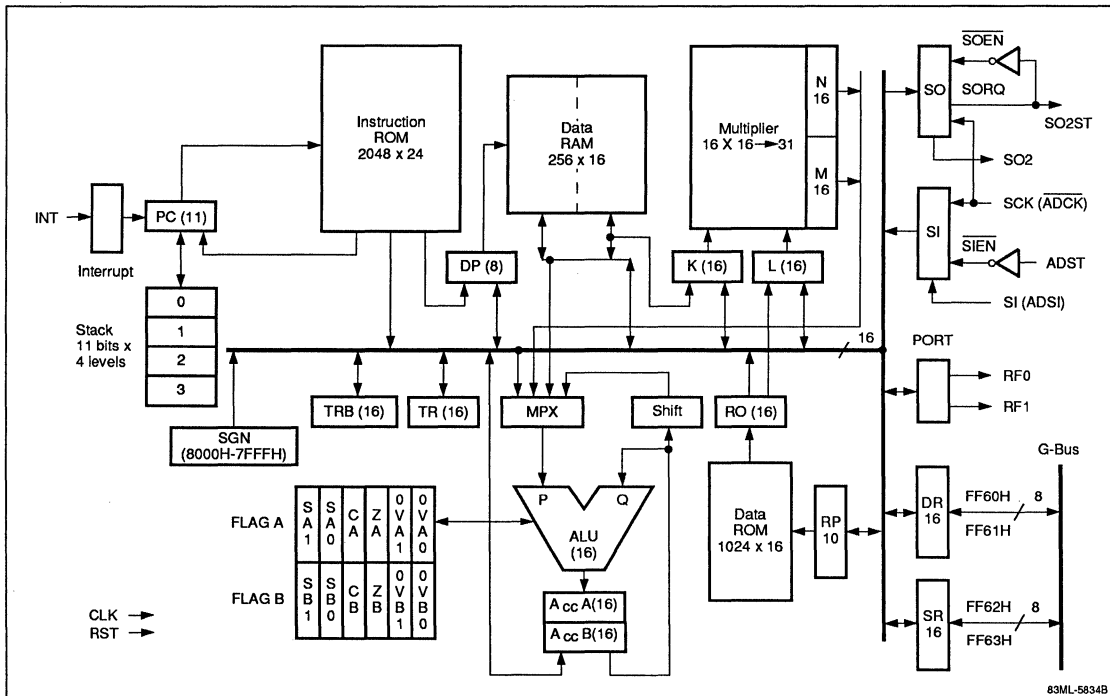 Instruction
ROM
2048 x 24
Data
RAM
256 x 16
Multiplier
16 X 16→31
N
16
M
16
SO
SOEN
SORQ
SO2ST
SO2
SCK (ADCK)
SI
SIEN
ADST
SI (ADSI)
INT
Interrupt
PC (11)
DP (8)
K (16)
L (16)
Stack
11 bits x
4 levels
0
1
2
3
16
PORT
RF0
RF1
SGN
(8000H-7FFFH)
TRB (16)
TR (16)
MPX
Shift
RO (16)
G-Bus
P
Q
ALU
(16)
Data
ROM
1024 x 16
RP
10
DR
16
FF60H
8
FF61H
FLAG A
SA1
SA0
CA
ZA
0VA1
0VA0
FLAG B
SB1
SB0
CB
ZB
0VB1
0VB0
ACC A(16)
ACC B(16)
SR
16
FF62H
8
FF63H
CLK
RST
83ML-5834B